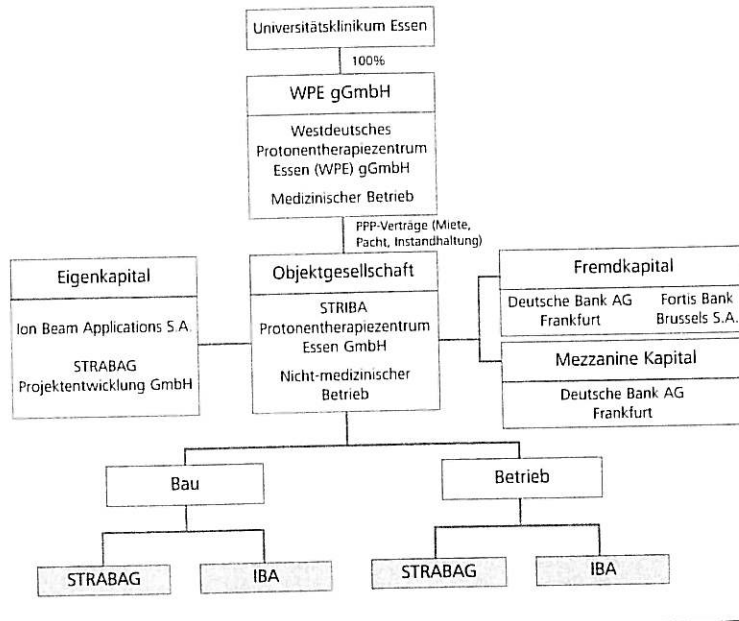 Universitätsklinikum Essen
100%
WPE gGmbH
Westdeutsches
Protonentherapiezentrum
Essen (WPE) gGmbH
Medizinischer Betrieb
PPP-Verträge (Miete,
Pacht, Instandhaltung)
Eigenkapital
Ion Beam Applications S.A.
STRABAG
Projektentwicklung GmbH
Objektgesellschaft
STRIBA
Protonentherapiezentrum
Essen GmbH
Nicht-medizinischer
Betrieb
Fremdkapital
Deutsche Bank AG
Frankfurt
Fortis Bank
Brussels S.A.
Mezzanine Kapital
Deutsche Bank AG
Frankfurt
Bau
Betrieb
STRABAG
IBA
STRABAG
IBA